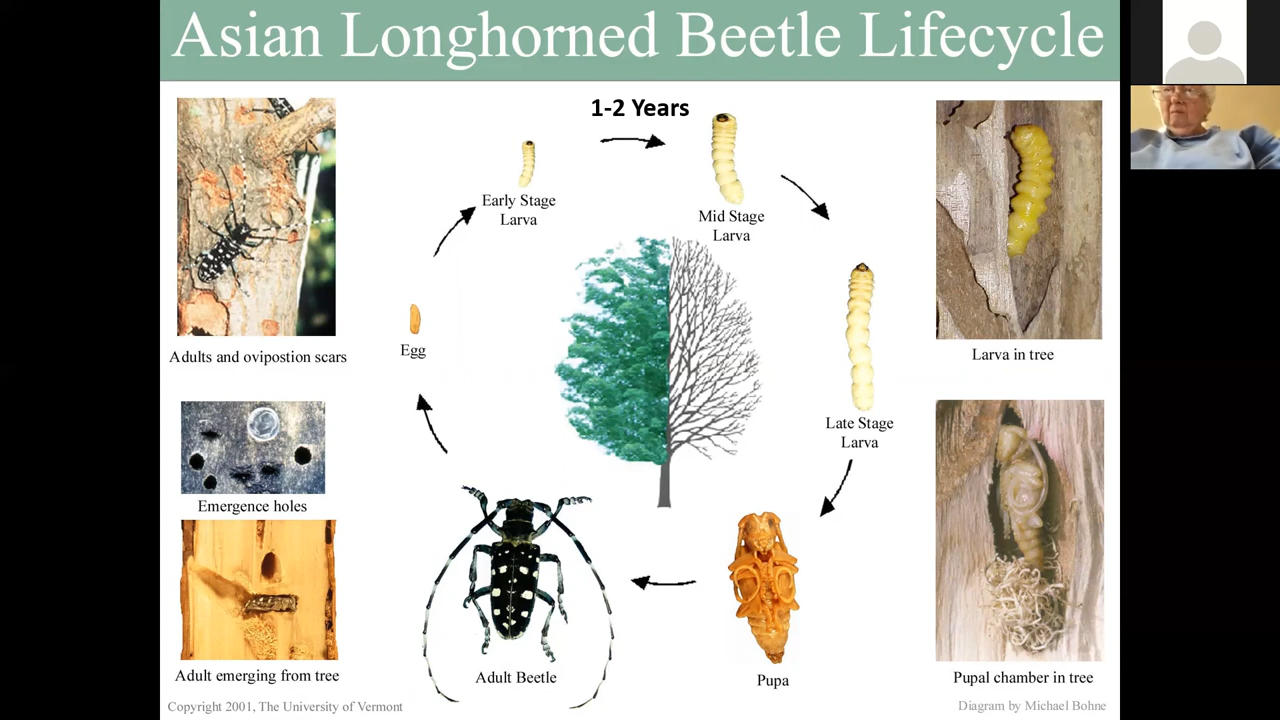 Asian Longhorned Beetle Lifecycle
1-2 Years
Early Stage
Larva
Mid Stage
Larva
Egg
Late Stage
Larva
Adults and ovipostion scars
Larva in tree
Emergence holes
Adult emerging from tree
Adult Beetle
Pupa
Pupal chamber in tree
Copyright 2001, The University of Vermont
Diagram by Michael Bohne